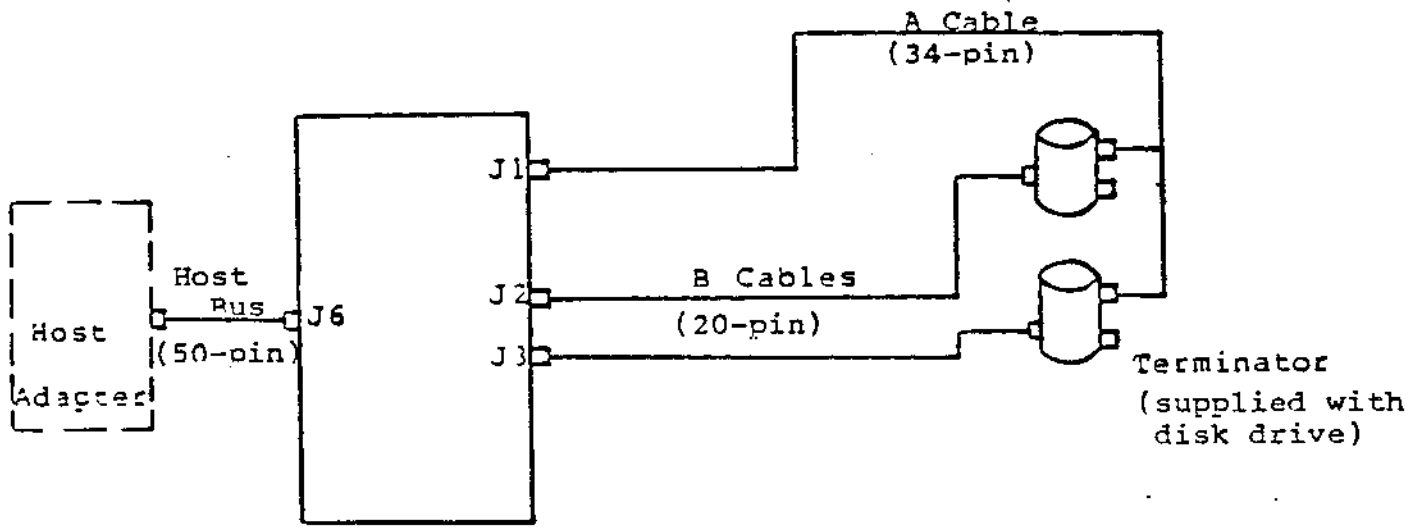 A Cable
(34-pin)
J1
Host
Bus
(50-pin)
J6
Host
Adapter
J2
B Cables
(20-pin)
J3
Terminator
(supplied with
disk drive)